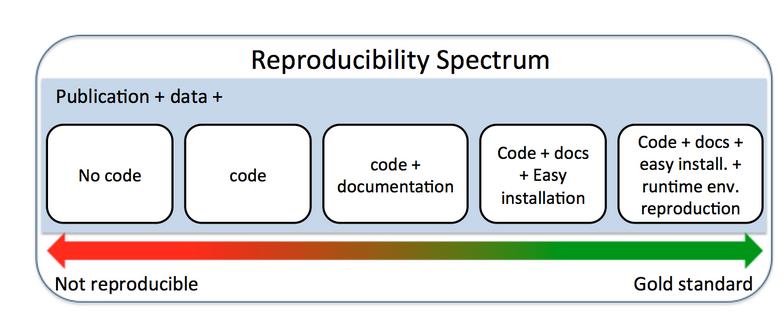 Reproducibility Spectrum
Publication + data +
No code
code
code +
documentation
Code + docs
+ Easy
installation
Code + docs +
easy install. +
runtime env.
reproduction
Not reproducible
Gold standard